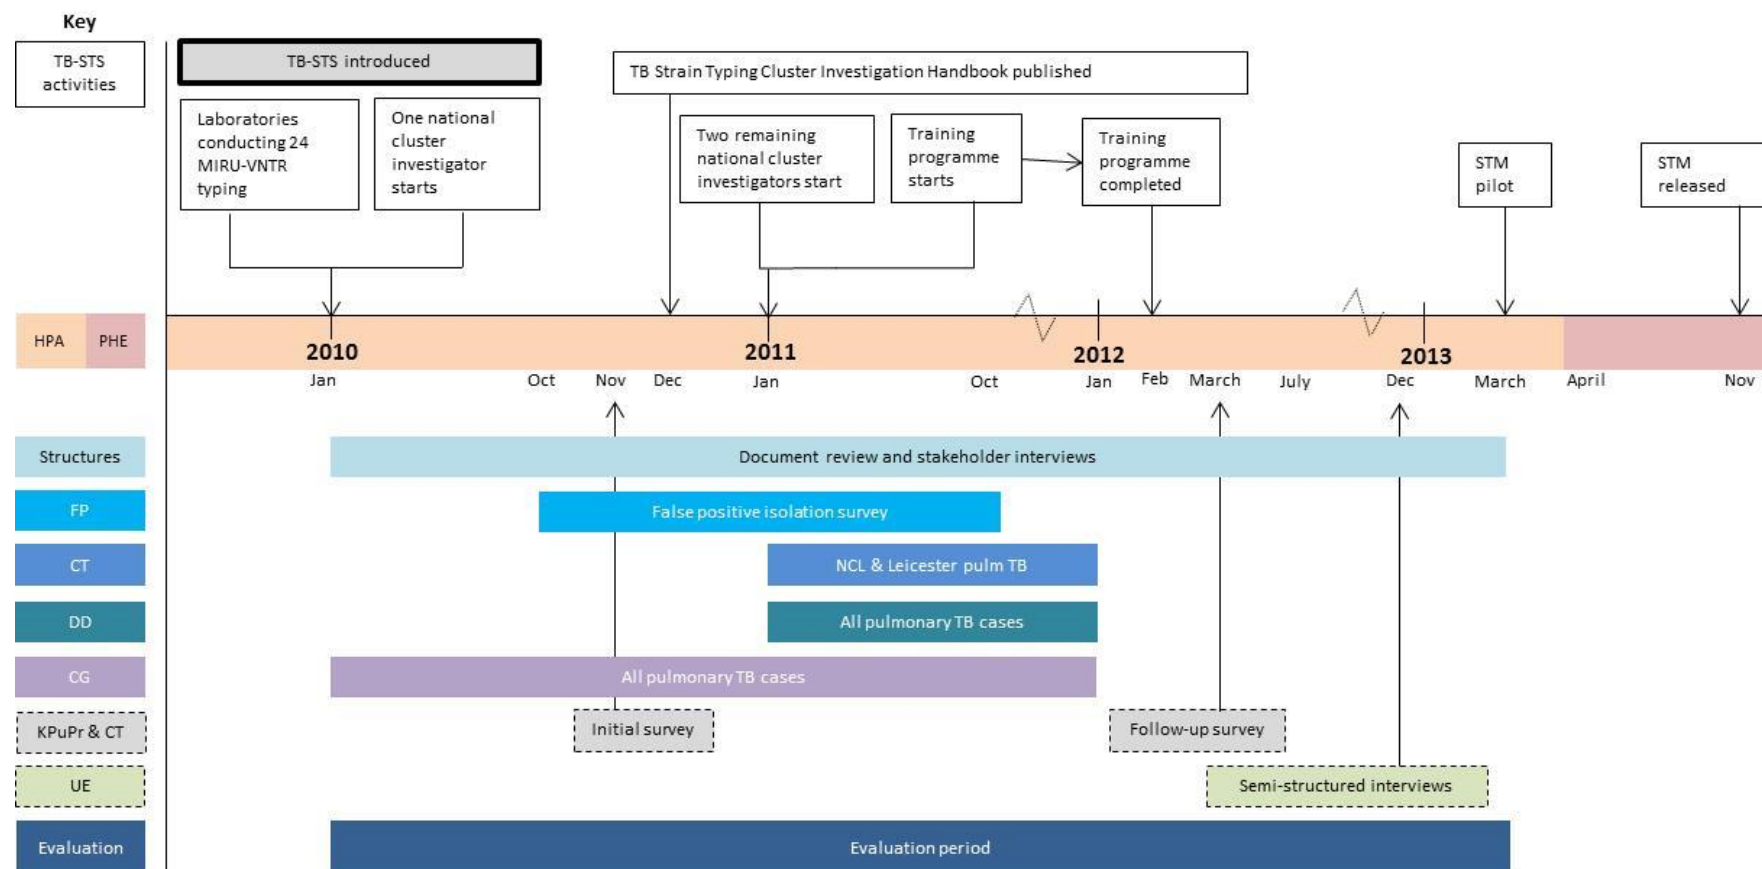 Key
TB-STS
activities
TB-STS introduced
Laboratories
conducting 24
MIRU-VNTR
typing
One national
cluster
investigator
starts
TB Strain Typing Cluster Investigation Handbook published
Two remaining
national cluster
investigators start
Training
programme
starts
Training
programme
completed
STM
pilot
STM
released
HPA PHE
2010 2011 2012 2013
Jan Oct Nov Dec Jan Oct Jan Feb March July Dec March April Nov
Structures
Document review and stakeholder interviews
FP
False positive isolation survey
CT
NCL & Leicester pulm TB
DD
All pulmonary TB cases
CG
All pulmonary TB cases
KPuPr & CT
Initial survey
Follow-up survey
UE
Semi-structured interviews
Evaluation
Evaluation period